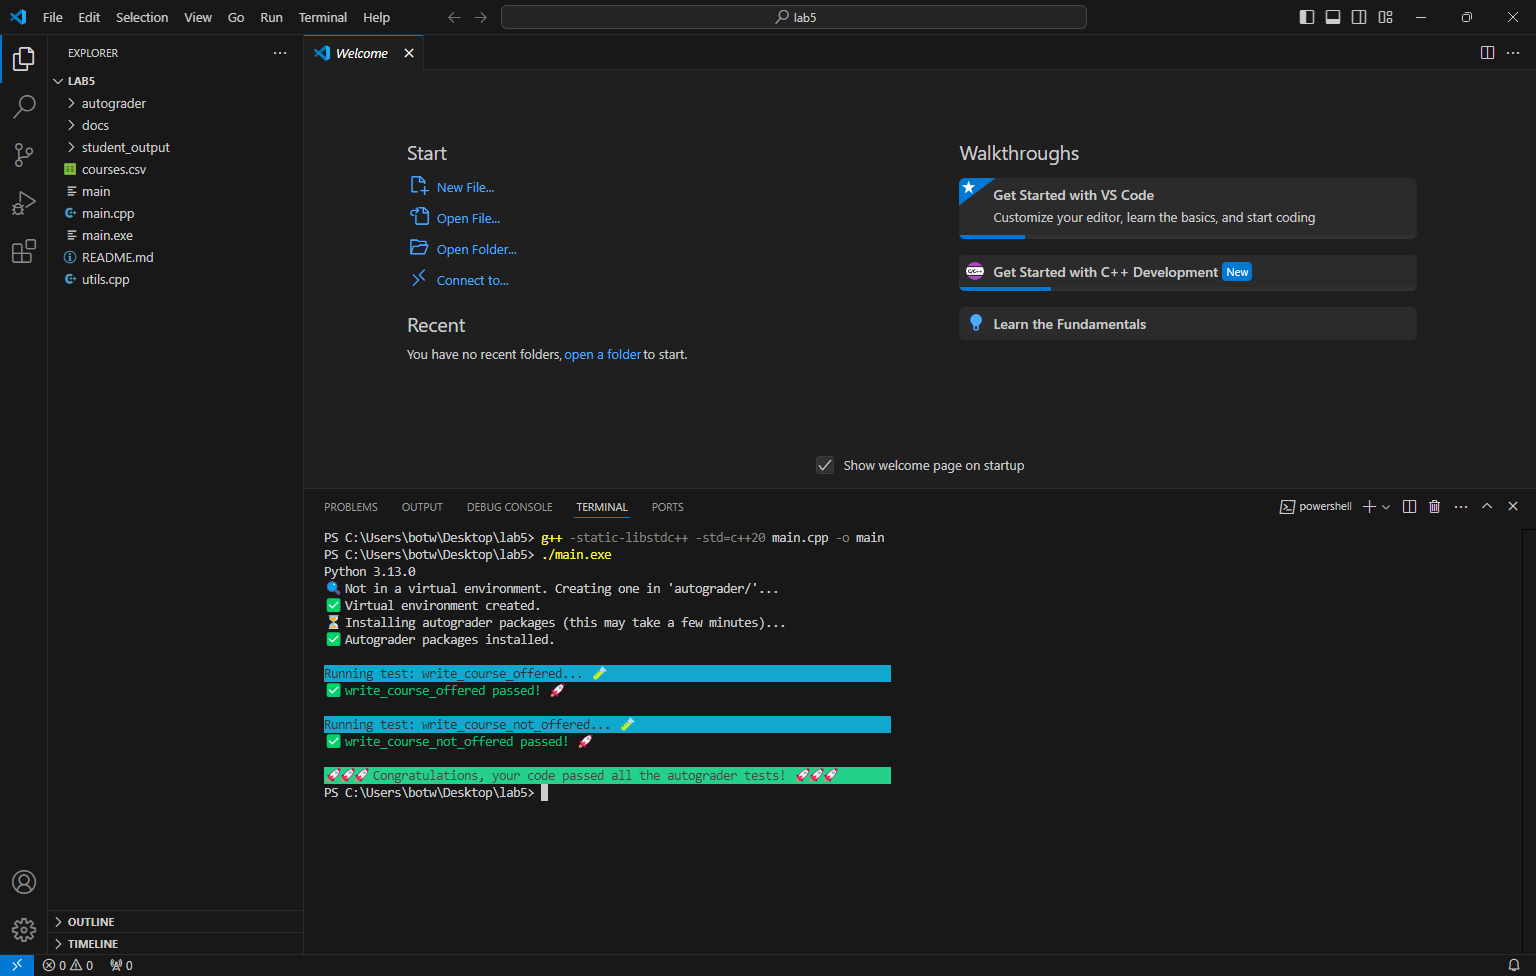 File Edit Selection View Go Run Terminal Help
lab5
EXPLORER
LAB5
autograder
docs
student_output
courses.csv
main
main.cpp
main.exe
README.md
utils.cpp
OUTLINE
TIMELINE
Welcome
Start
New File...
Open File...
Open Folder...
Connect to...
Recent
You have no recent folders, open a folder to start.
Walkthroughs
Get Started with VS Code
Customize your editor, learn the basics, and start coding
C/C++ Get Started with C++ Development New
Learn the Fundamentals
Show welcome page on startup
PROBLEMS OUTPUT DEBUG CONSOLE TERMINAL PORTS
powershell
PS C:\Users\botw\Desktop\lab5> g++ -static-libstdc++ -std=c++20 main.cpp -o main
PS C:\Users\botw\Desktop\lab5> ./main.exe
Python 3.13.0
🔍 Not in a virtual environment. Creating one in 'autograder/'...
✅ Virtual environment created.
⏳ Installing autograder packages (this may take a few minutes)...
✅ Autograder packages installed.
Running test: write_course_offered... 🧪
✅ write_course_offered passed! 🚀
Running test: write_course_not_offered... 🧪
✅ write_course_not_offered passed! 🚀
🚀🚀🚀 Congratulations, your code passed all the autograder tests! 🚀🚀🚀
PS C:\Users\botw\Desktop\lab5>
0 0 0